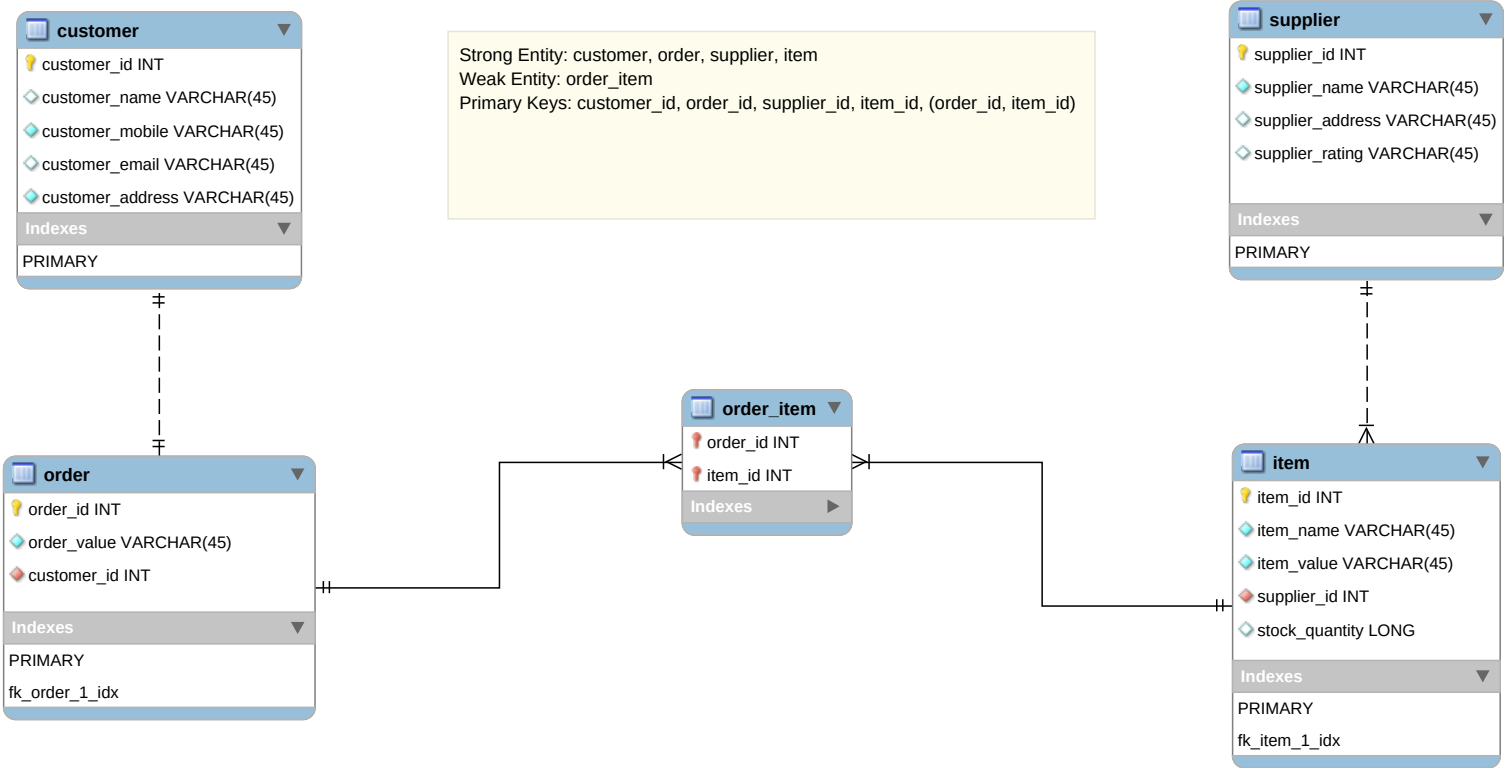 customer
customer_id INT
customer_name VARCHAR(45)
customer_mobile VARCHAR(45)
customer_email VARCHAR(45)
customer_address VARCHAR(45)
Indexes
PRIMARY
Strong Entity: customer, order, supplier, item
Weak Entity: order_item
Primary Keys: customer_id, order_id, supplier_id, item_id, (order_id, item_id)
supplier
supplier_id INT
supplier_name VARCHAR(45)
supplier_address VARCHAR(45)
supplier_rating VARCHAR(45)
Indexes
PRIMARY
order
order_id INT
order_value VARCHAR(45)
customer_id INT
Indexes
PRIMARY
fk_order_1_idx
order_item
order_id INT
item_id INT
Indexes
item
item_id INT
item_name VARCHAR(45)
item_value VARCHAR(45)
supplier_id INT
stock_quantity LONG
Indexes
PRIMARY
fk_item_1_idx